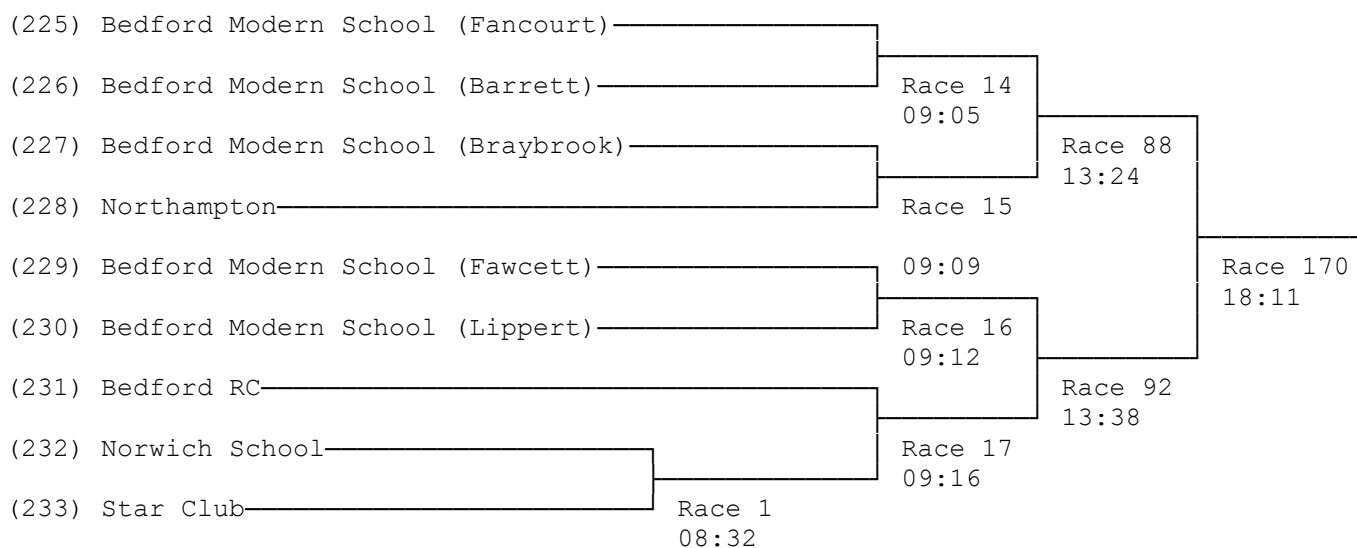 (225) Bedford Modern School (Fancourt)
(226) Bedford Modern School (Barrett)
Race 14
09:05
(227) Bedford Modern School (Braybrook)
Race 88
13:24
(228) Northampton
Race 15
(229) Bedford Modern School (Fawcett)
09:09
Race 170
18:11
(230) Bedford Modern School (Lippert)
Race 16
09:12
(231) Bedford RC
Race 92
13:38
(232) Norwich School
Race 17
09:16
(233) Star Club
Race 1
08:32